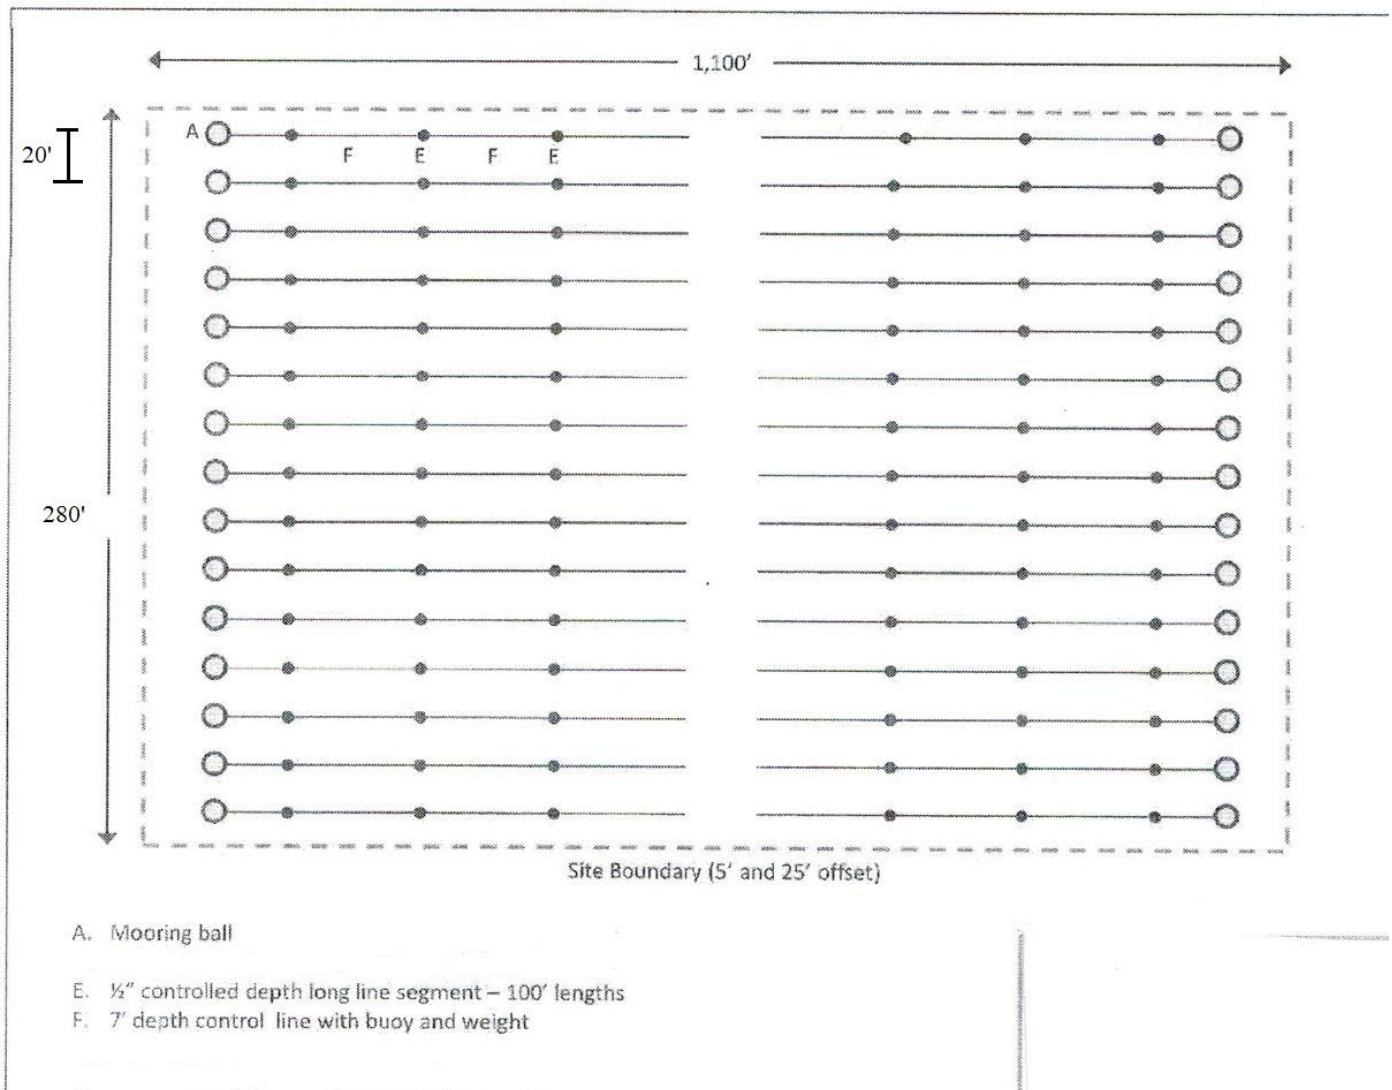 1,100'
A
20'
F E F E
280'
Site Boundary (5' and 25' offset)
A. Mooring ball
E. ½" controlled depth long line segment – 100' lengths
F. 7' depth control line with buoy and weight